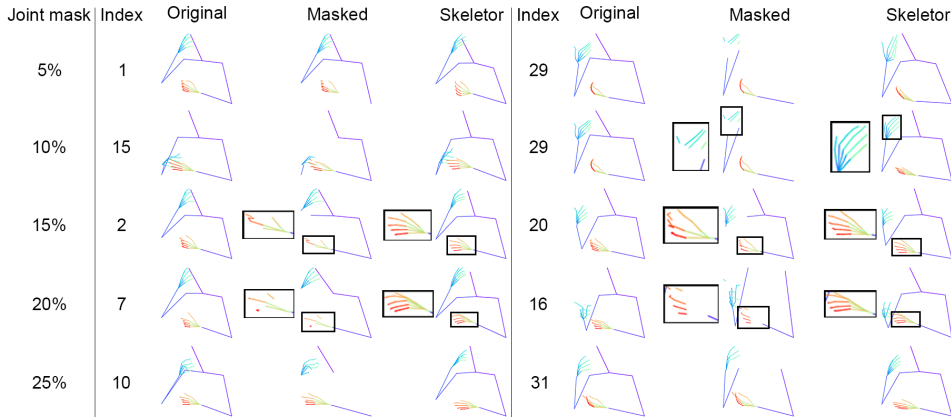 Joint mask Index Original Masked Skeletor Index Original Masked Skeletor
5% 1 29
10% 15 29
15% 2 20
20% 7 16
25% 10 31